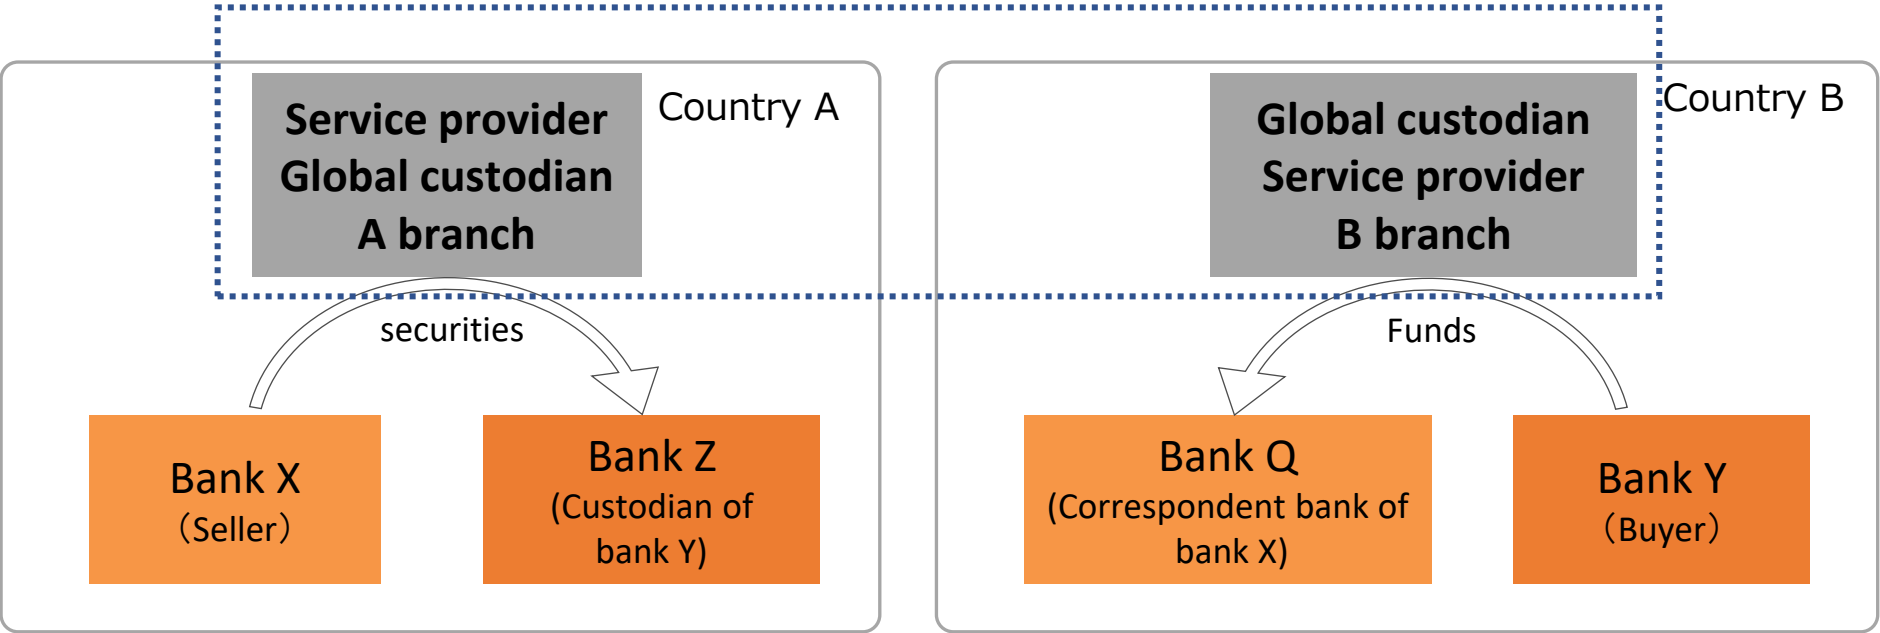 Service provider
Global custodian
A branch
Country A
securities
Bank X
（Seller）
Bank Z
(Custodian of
bank Y)
Global custodian
Service provider
B branch
Country B
Funds
Bank Q
(Correspondent bank of
bank X)
Bank Y
（Buyer）